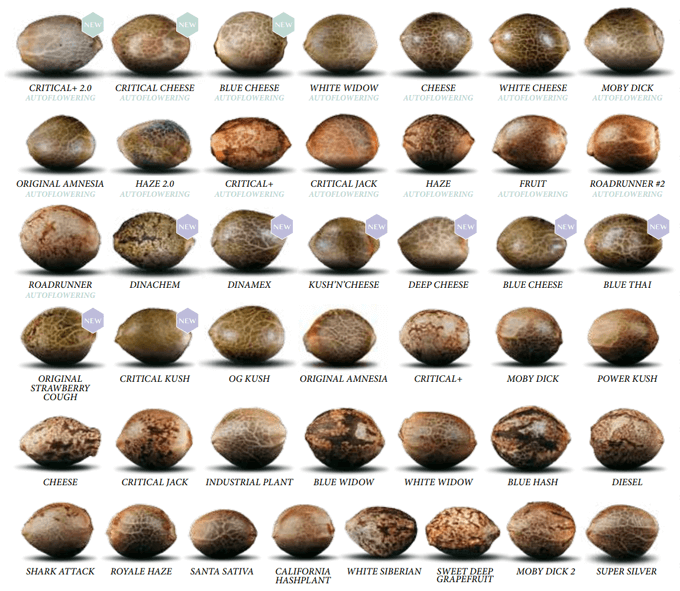 NEW NEW NEW
CRITICAL+ 2.0 CRITICAL CHEESE BLUE CHEESE WHITE WIDOW CHEESE WHITE CHEESE MOBY DICK
AUTOFLOWERING AUTOFLOWERING AUTOFLOWERING AUTOFLOWERING AUTOFLOWERING AUTOFLOWERING AUTOFLOWERING
ORIGINAL AMNESIA HAZE 2.0 CRITICAL+ CRITICAL JACK HAZE FRUIT ROADRUNNER #2
AUTOFLOWERING AUTOFLOWERING AUTOFLOWERING AUTOFLOWERING AUTOFLOWERING AUTOFLOWERING AUTOFLOWERING
NEW NEW NEW NEW NEW NEW
ROADRUNNER DINACHEM DINAMEX KUSH'N'CHEESE DEEP CHEESE BLUE CHEESE BLUE THAI
AUTOFLOWERING
NEW NEW
ORIGINAL CRITICAL KUSH OG KUSH ORIGINAL AMNESIA CRITICAL+ MOBY DICK POWER KUSH
STRAWBERRY
COUGH
CHEESE CRITICAL JACK INDUSTRIAL PLANT BLUE WIDOW WHITE WIDOW BLUE HASH DIESEL
SHARK ATTACK ROYALE HAZE SANTA SATIVA CALIFORNIA WHITE SIBERIAN SWEET DEEP MOBY DICK 2 SUPER SILVER
HASHPLANT GRAPEFRUIT